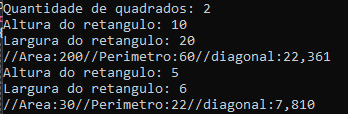 Quantidade de quadrados: 2
Altura do retangulo: 10
Largura do retangulo: 20
//Area:200//Perimetro:60//diagonal:22,361
Altura do retangulo: 5
Largura do retangulo: 6
//Area:30//Perimetro:22//diagonal:7,810